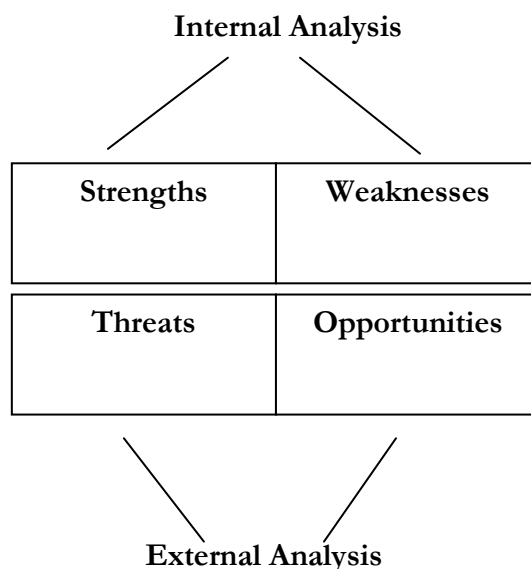 Internal Analysis
Strengths Weaknesses
Threats Opportunities
External Analysis